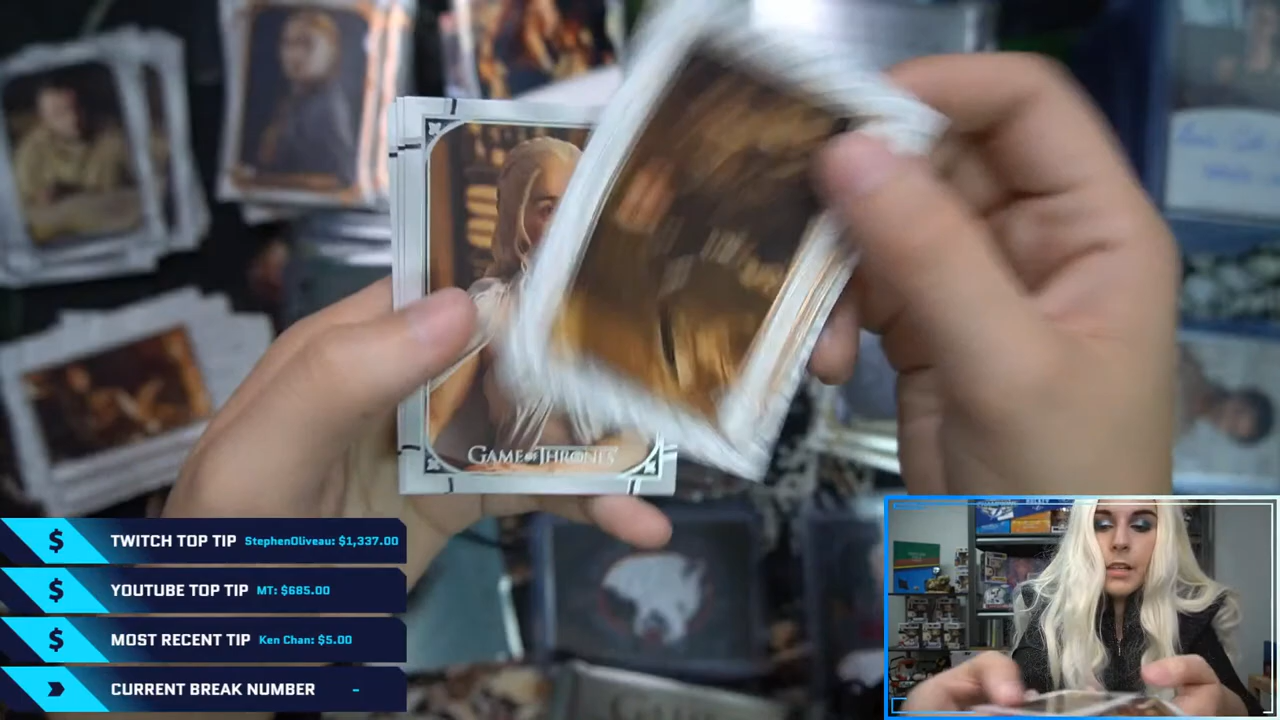 GAME OF THRONES
TWITCH TOP TIP StephenOliveau: $1,337.00
YOUTUBE TOP TIP MT: $685.00
MOST RECENT TIP Ken Chan: $5.00
CURRENT BREAK NUMBER -